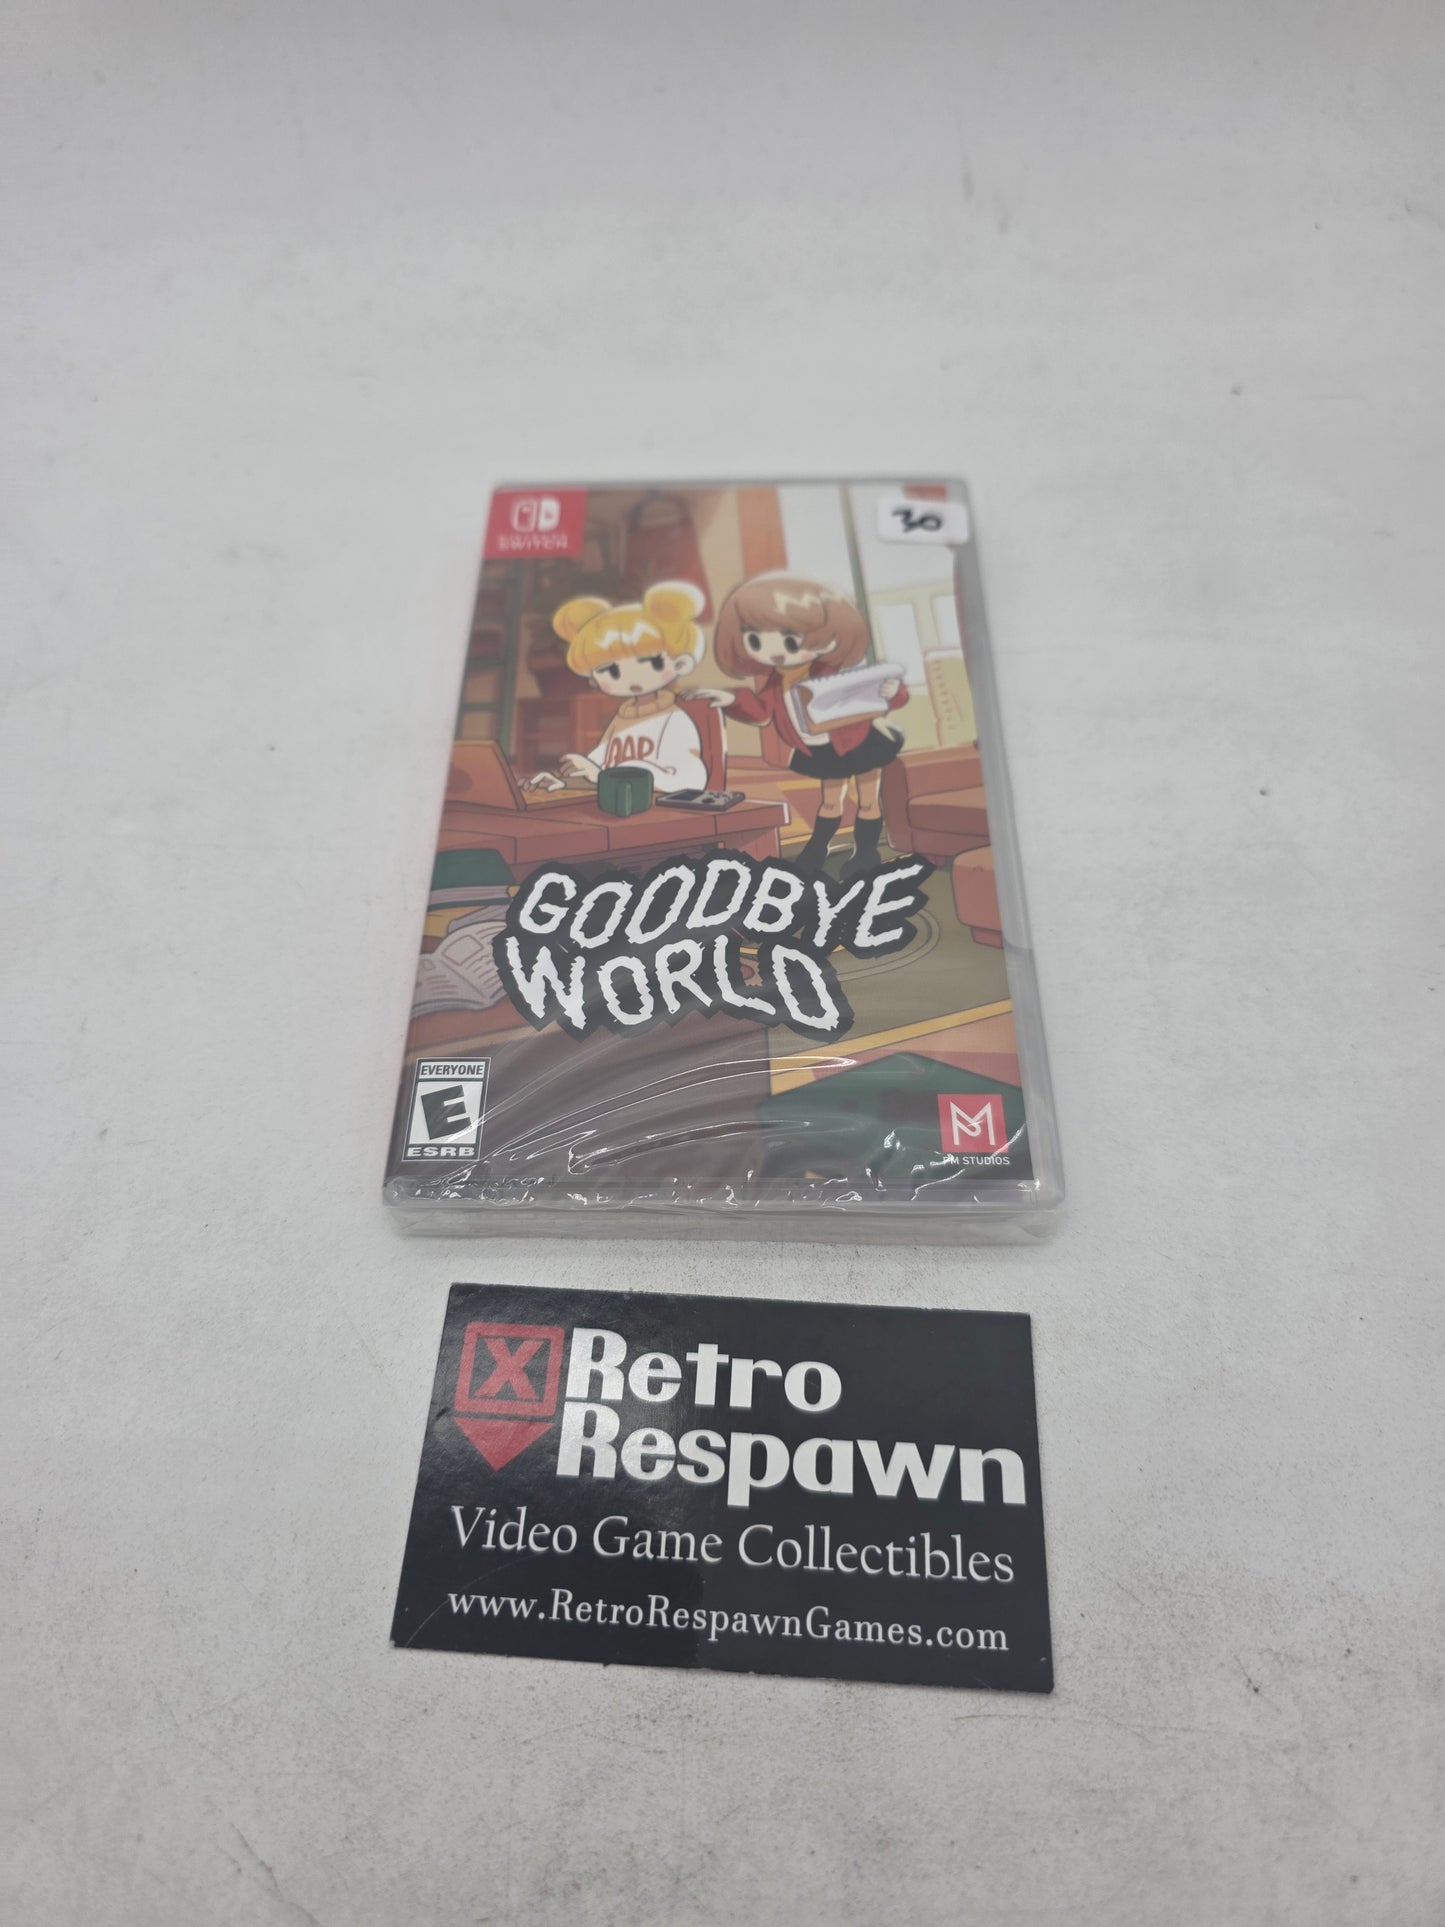 NINTENDO
SWITCH
30
GOODBYE
WORLD
EVERYONE
E
ESRB
PM STUDIOS
X
Retro
Respawn
Video Game Collectibles
www.RetroRespawnGames.com